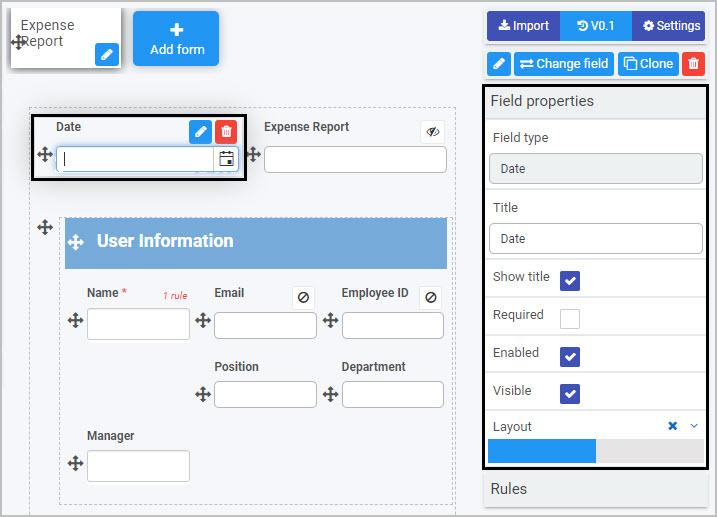 Expense
Report
Add form
Import
V0.1
Settings
Change field
Clone
Date
Expense Report
User Information
Name *
1 rule
Email
Employee ID
Position
Department
Manager
Field properties
Field type
Date
Title
Date
Show title
Required
Enabled
Visible
Layout
Rules